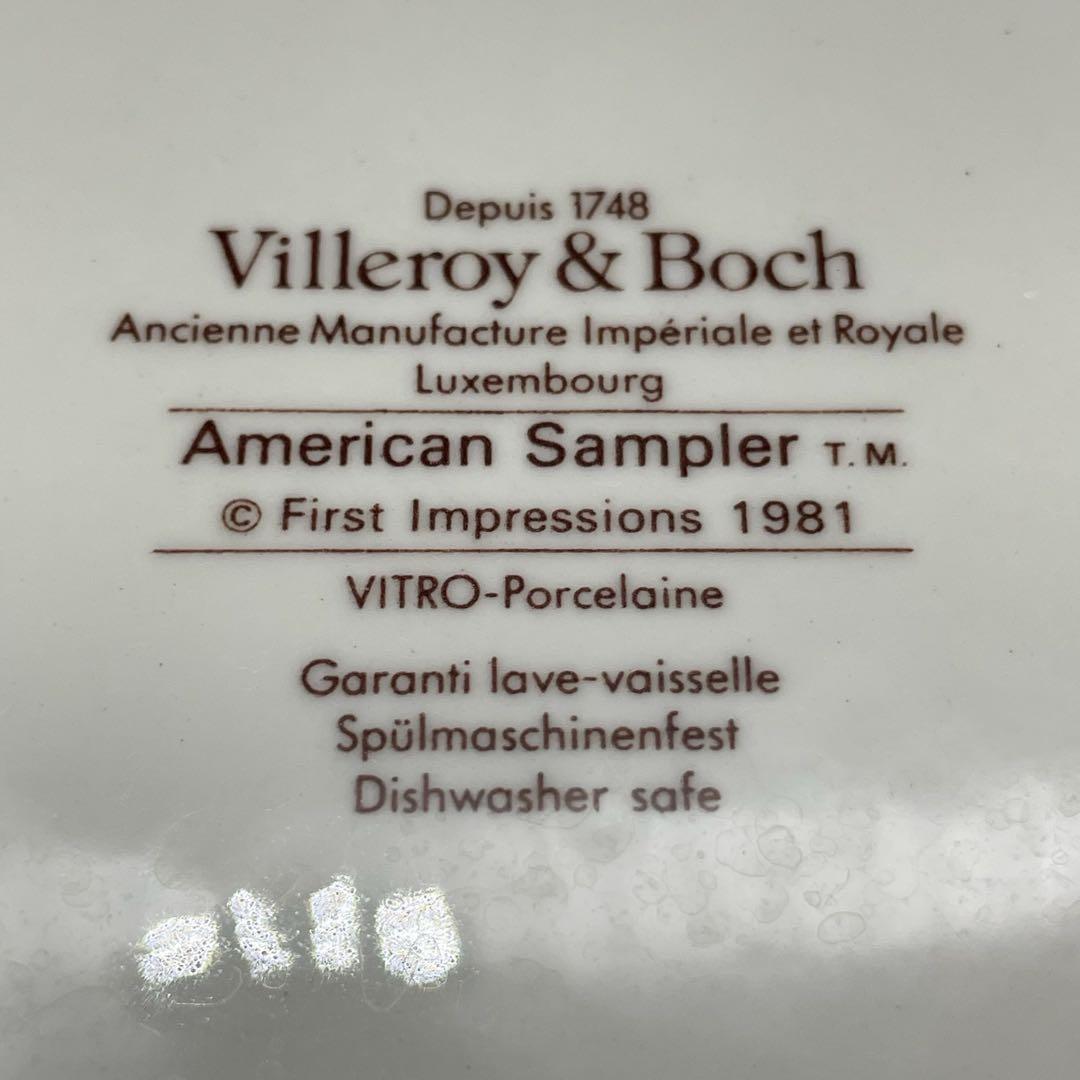 Depuis 1748
Villeroy & Boch
Ancienne Manufacture Impériale et Royale
Luxembourg
American Sampler T.M.
© First Impressions 1981
VITRO-Porcelaine
Garanti lave-vaisselle
Spülmaschinenfest
Dishwasher safe